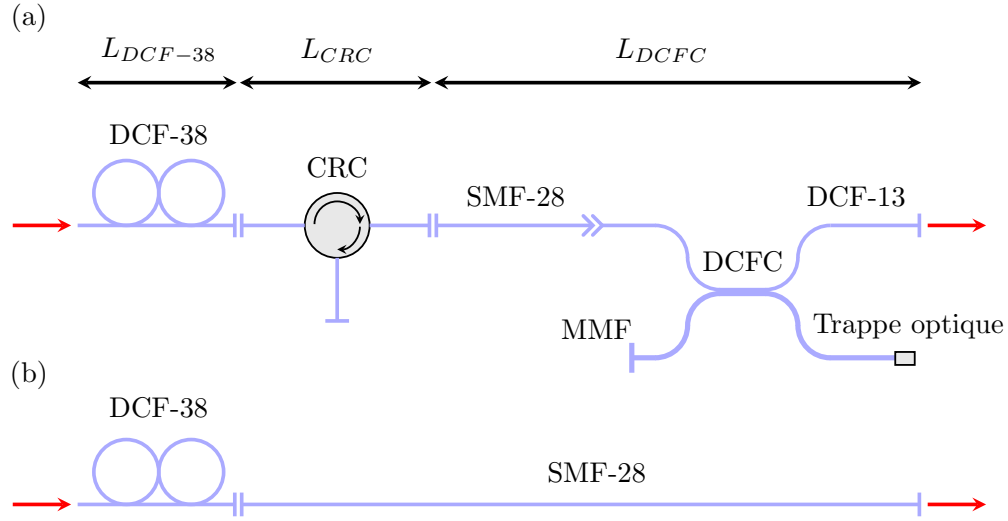 (a)
L_{DCF-38} L_{CRC} L_{DCFC}
DCF-38
CRC
SMF-28
DCF-13
DCFC
MMF
Trappe optique
(b)
DCF-38
SMF-28